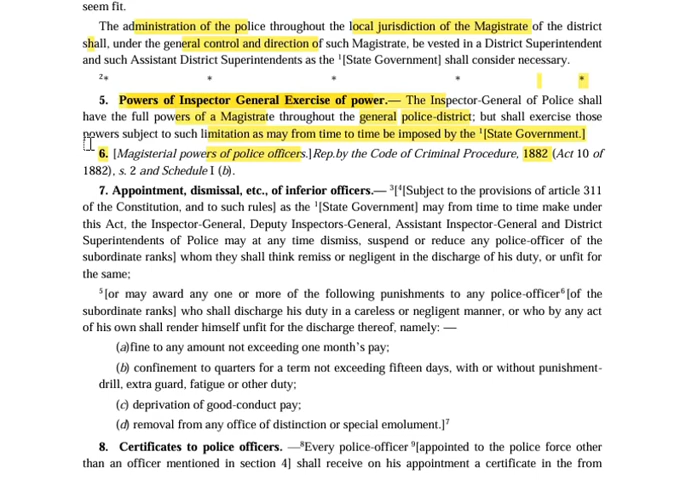 seem fit.
The administration of the police throughout the local jurisdiction of the Magistrate of the district
shall, under the general control and direction of such Magistrate, be vested in a District Superintendent
and such Assistant District Superintendents as the ¹[State Government] shall consider necessary.
²* * * * * *
5. Powers of Inspector General Exercise of power.— The Inspector-General of Police shall
have the full powers of a Magistrate throughout the general police-district; but shall exercise those
powers subject to such limitation as may from time to time be imposed by the ¹[State Government.]
6. [Magisterial powers of police officers.] Rep.by the Code of Criminal Procedure, 1882 (Act 10 of
1882), s. 2 and Schedule I (b).
7. Appointment, dismissal, etc., of inferior officers.— ³[⁴[Subject to the provisions of article 311
of the Constitution, and to such rules] as the ¹[State Government] may from time to time make under
this Act, the Inspector-General, Deputy Inspectors-General, Assistant Inspector-General and District
Superintendents of Police may at any time dismiss, suspend or reduce any police-officer of the
subordinate ranks] whom they shall think remiss or negligent in the discharge of his duty, or unfit for
the same;
⁵[or may award any one or more of the following punishments to any police-officer⁶[of the
subordinate ranks] who shall discharge his duty in a careless or negligent manner, or who by any act
of his own shall render himself unfit for the discharge thereof, namely: —
(a)fine to any amount not exceeding one month's pay;
(b) confinement to quarters for a term not exceeding fifteen days, with or without punishment-
drill, extra guard, fatigue or other duty;
(c) deprivation of good-conduct pay;
(d) removal from any office of distinction or special emolument.]⁷
8. Certificates to police officers. —⁸Every police-officer ⁹[appointed to the police force other
than an officer mentioned in section 4] shall receive on his appointment a certificate in the from